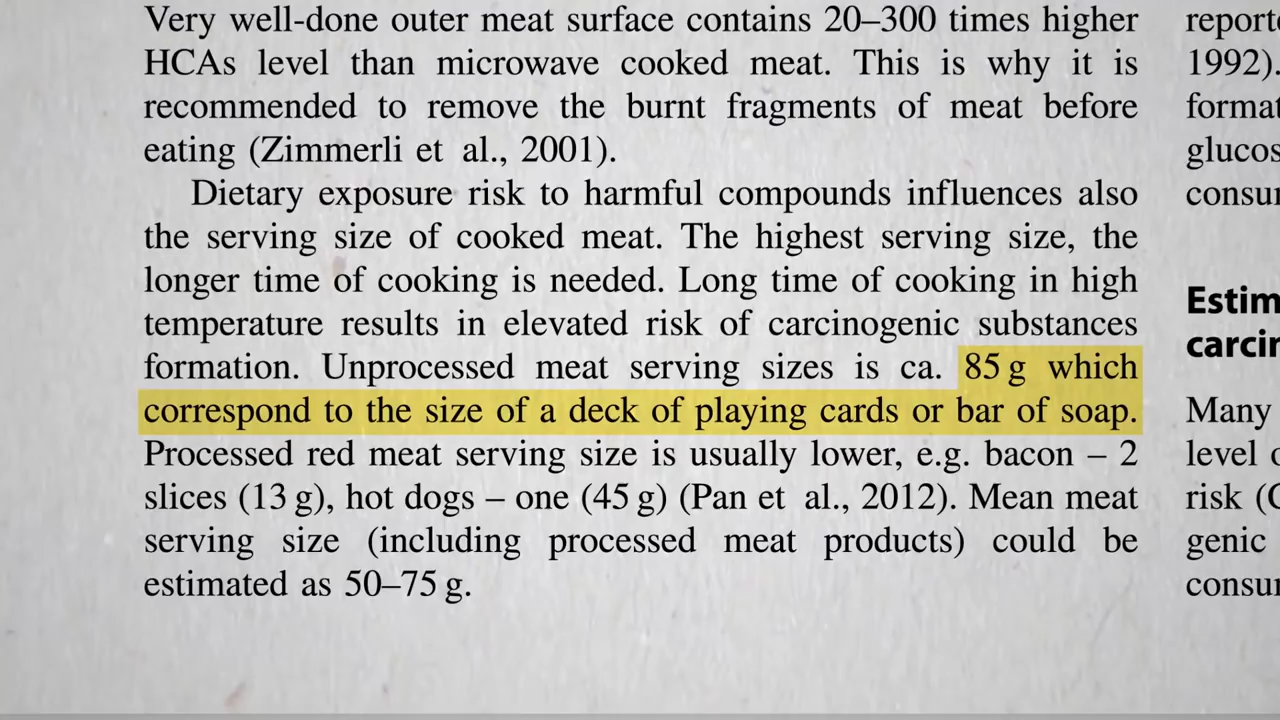 Very well-done outer meat surface contains 20–300 times higher
HCAs level than microwave cooked meat. This is why it is
recommended to remove the burnt fragments of meat before
eating (Zimmerli et al., 2001).
Dietary exposure risk to harmful compounds influences also
the serving size of cooked meat. The highest serving size, the
longer time of cooking is needed. Long time of cooking in high
temperature results in elevated risk of carcinogenic substances
formation. Unprocessed meat serving sizes is ca. 85 g which
correspond to the size of a deck of playing cards or bar of soap.
Processed red meat serving size is usually lower, e.g. bacon – 2
slices (13 g), hot dogs – one (45 g) (Pan et al., 2012). Mean meat
serving size (including processed meat products) could be
estimated as 50–75 g.
1992).
Many
risk (
genic